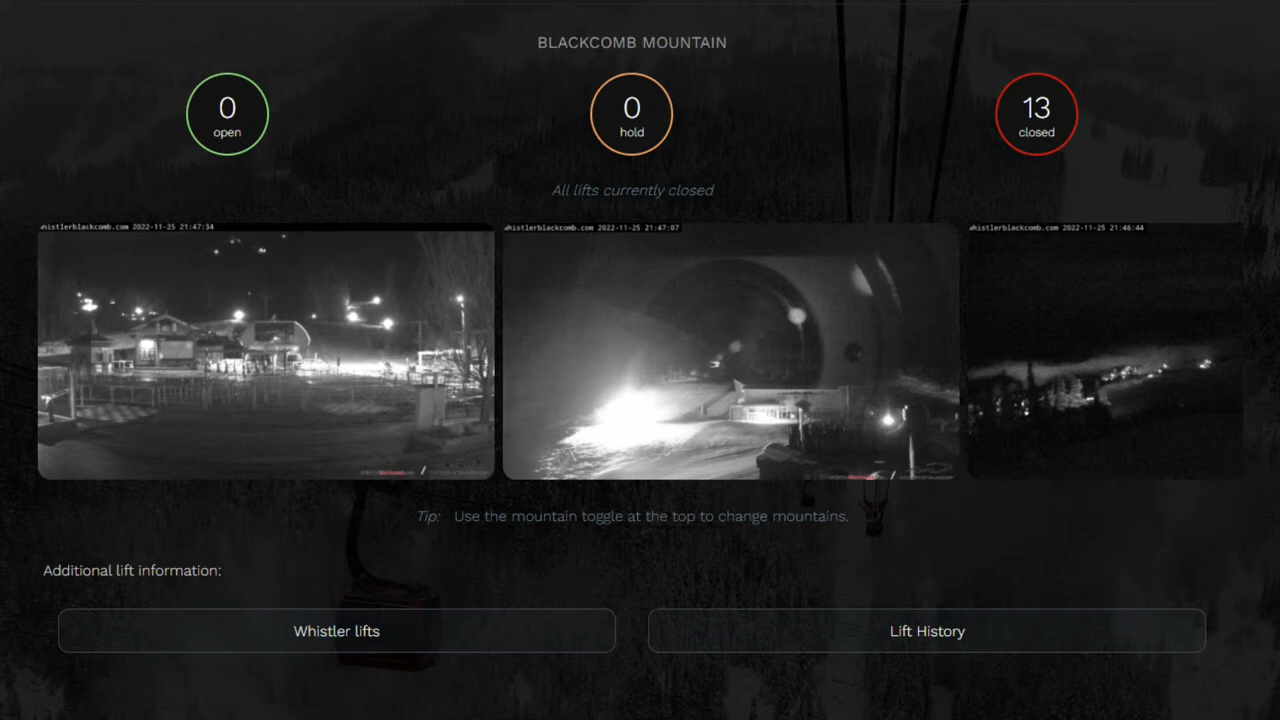 BLACKCOMB MOUNTAIN
0
open
0
hold
13
closed
All lifts currently closed
whistlerblackcomb.com 2022-11-25 21:47:34
whistlerblackcomb.com 2022-11-25 21:47:07
whistlerblackcomb.com 2022-11-25 21:46:44
Tip: Use the mountain toggle at the top to change mountains.
Additional lift information:
Whistler lifts
Lift History